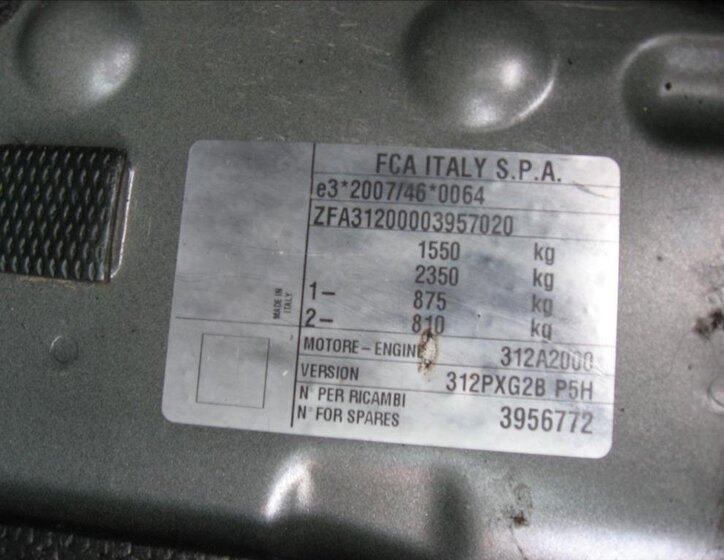 FCA ITALY S.P.A.
e3*2007/46*0064
ZFA31200003957020
1550 kg
2350 kg
1– 875 kg
2– 810 kg
MADE IN
ITALY
MOTORE – ENGINE 312A2000
VERSION 312PXG2B P5H
N° PER RICAMBI
N° FOR SPARES 3956772